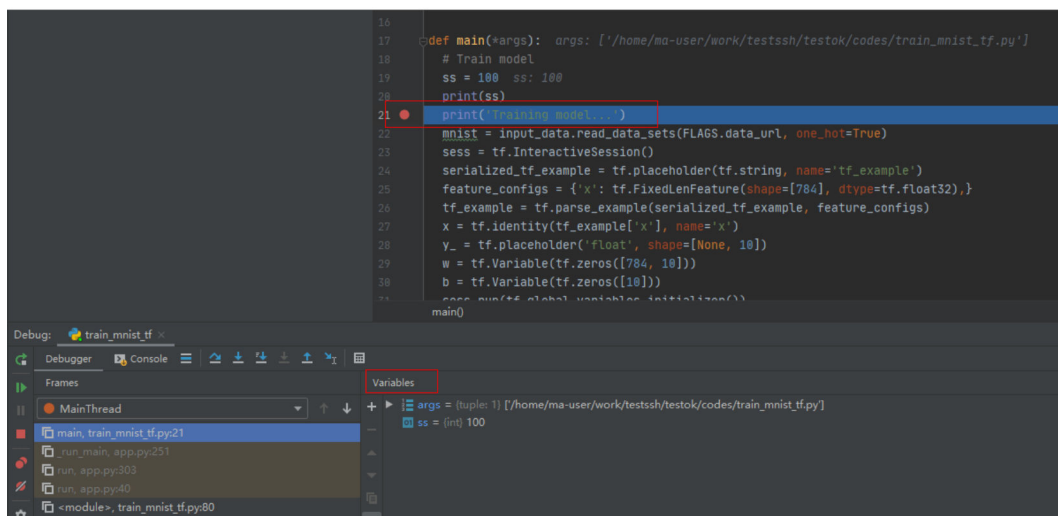 16
17 def main(*args): args: ['/home/ma-user/work/testssh/testok/codes/train_mnist_tf.py']
18 # Train model
19 ss = 100 ss: 100
20 print(ss)
21 print('Training model...')
22 mnist = input_data.read_data_sets(FLAGS.data_url, one_hot=True)
23 sess = tf.InteractiveSession()
24 serialized_tf_example = tf.placeholder(tf.string, name='tf_example')
25 feature_configs = {'x': tf.FixedLenFeature(shape=[784], dtype=tf.float32),}
26 tf_example = tf.parse_example(serialized_tf_example, feature_configs)
27 x = tf.identity(tf_example['x'], name='x')
28 y_ = tf.placeholder('float', shape=[None, 10])
29 w = tf.Variable(tf.zeros([784, 10]))
30 b = tf.Variable(tf.zeros([10]))
31 sess.run(tf.global_variables_initializer())
main()
Debug: train_mnist_tf
Debugger Console
Frames Variables
MainThread
args = (tuple: 1) ['/home/ma-user/work/testssh/testok/codes/train_mnist_tf.py']
ss = (int) 100
main, train_mnist_tf.py:21
_run_main, app.py:251
run, app.py:303
run, app.py:40
<module>, train_mnist_tf.py:80